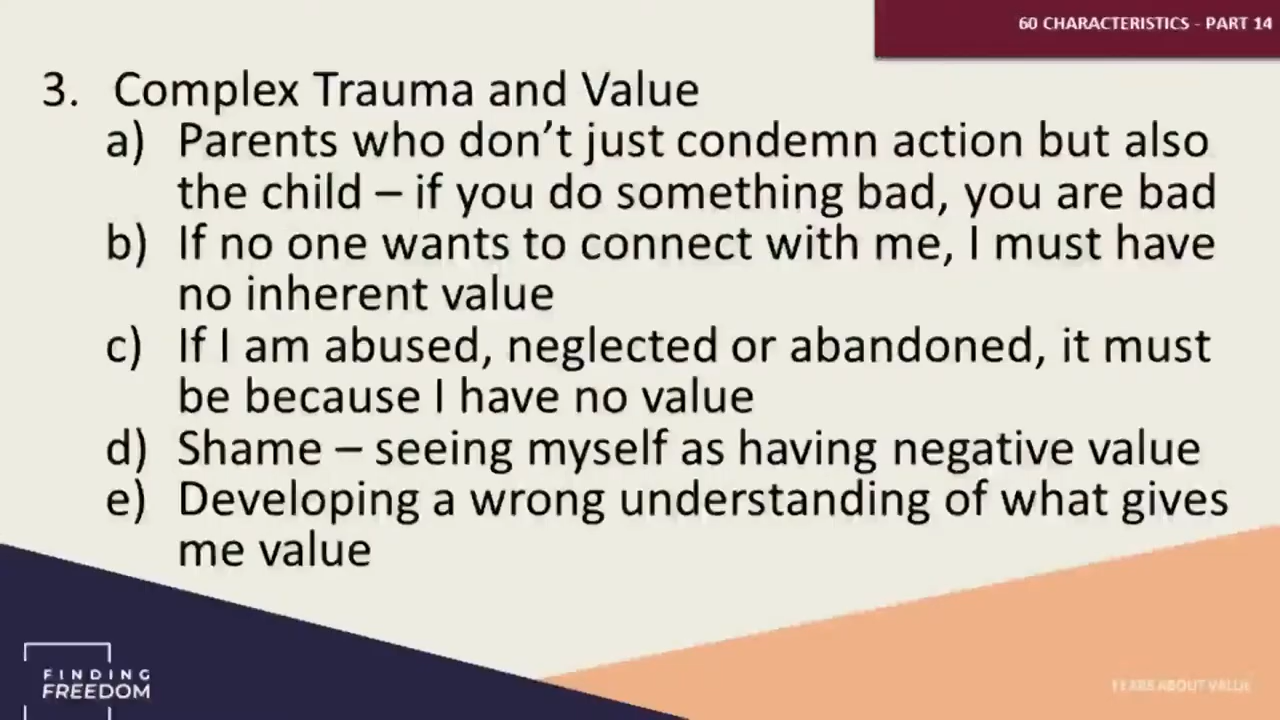 60 CHARACTERISTICS - PART 14
3. Complex Trauma and Value
a) Parents who don’t just condemn action but also
the child – if you do something bad, you are bad
b) If no one wants to connect with me, I must have
no inherent value
c) If I am abused, neglected or abandoned, it must
be because I have no value
d) Shame – seeing myself as having negative value
e) Developing a wrong understanding of what gives
me value
FINDING
FREEDOM
FEARS ABOUT VALUE